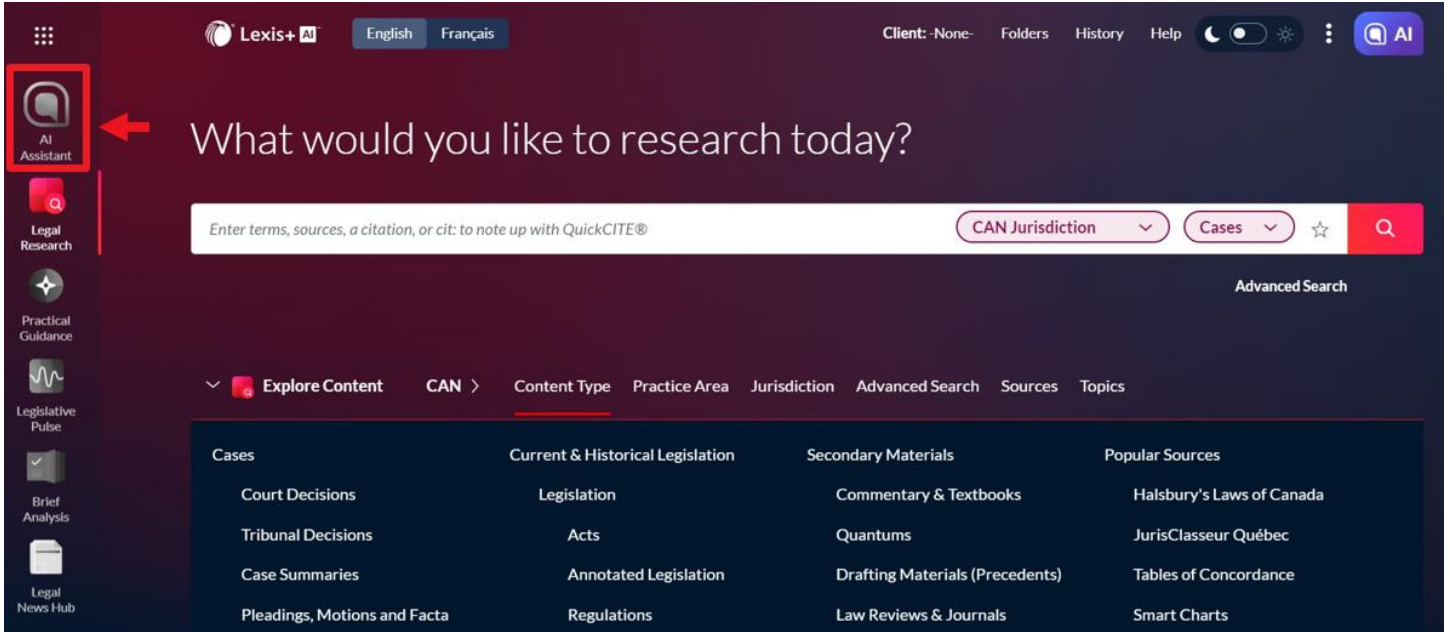 Lexis+ AI English Français Client: -None- Folders History Help AI
AI
Assistant
Legal
Research
Practical
Guidance
Legislative
Pulse
Brief
Analysis
Legal
News Hub
What would you like to research today?
Enter terms, sources, a citation, or cit: to note up with QuickCITE® CAN Jurisdiction Cases
Advanced Search
Explore Content CAN Content Type Practice Area Jurisdiction Advanced Search Sources Topics
Cases Current & Historical Legislation Secondary Materials Popular Sources
Court Decisions Legislation Commentary & Textbooks Halsbury's Laws of Canada
Tribunal Decisions Acts Quantums JurisClasseur Québec
Case Summaries Annotated Legislation Drafting Materials (Precedents) Tables of Concordance
Pleadings, Motions and Facta Regulations Law Reviews & Journals Smart Charts